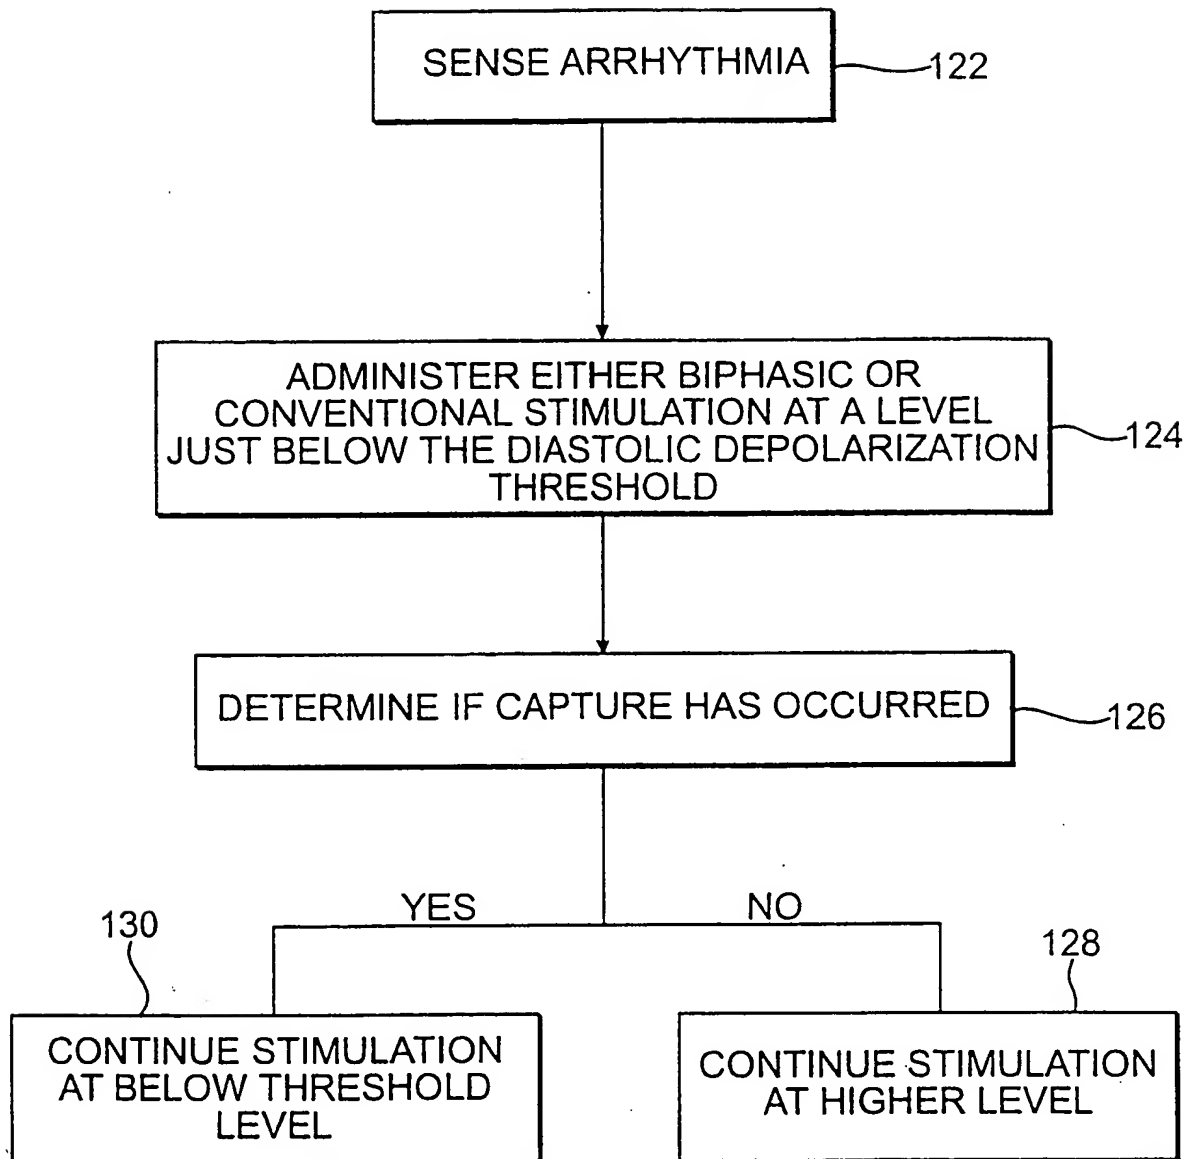 SENE ARRHYTHMIA
122
ADMINISTER EITHER BIPHASIC OR
CONVENTIONAL STIMULATION AT A LEVEL
JUST BELOW THE DIASTOLIC DEPOLARIZATION
THRESHOLD
124
DETERMINE IF CAPTURE HAS OCCURRED
126
YES
NO
130
128
CONTINUE STIMULATION
AT BELOW THRESHOLD
LEVEL
CONTINUE STIMULATION
AT HIGHER LEVEL